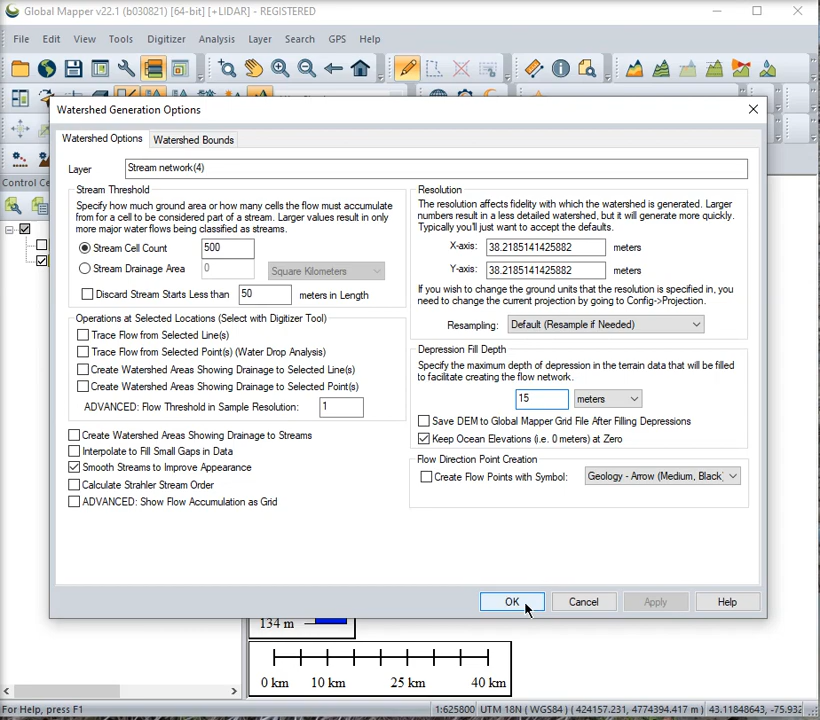 Global Mapper v22.1 (b030821) [64-bit] [+LIDAR] - REGISTERED
File Edit View Tools Digitizer Analysis Layer Search GPS Help
Watershed Generation Options
Control Ce
Watershed Options Watershed Bounds
Layer Stream network(4)
Stream Threshold
Specify how much ground area or how many cells the flow must accumulate
from for a cell to be considered part of a stream. Larger values result in only
more major water flows being classified as streams.
Stream Cell Count 500
Stream Drainage Area 0 Square Kilometers
Discard Stream Starts Less than 50 meters in Length
Operations at Selected Locations (Select with Digitizer Tool)
Trace Flow from Selected Line(s)
Trace Flow from Selected Point(s) (Water Drop Analysis)
Create Watershed Areas Showing Drainage to Selected Line(s)
Create Watershed Areas Showing Drainage to Selected Point(s)
ADVANCED: Flow Threshold in Sample Resolution: 1
Create Watershed Areas Showing Drainage to Streams
Interpolate to Fill Small Gaps in Data
Smooth Streams to Improve Appearance
Calculate Strahler Stream Order
ADVANCED: Show Flow Accumulation as Grid
Resolution
The resolution affects fidelity with which the watershed is generated. Larger
numbers result in a less detailed watershed, but it will generate more quickly.
Typically you'll just want to accept the defaults.
X-axis: 38.2185141425882 meters
Y-axis: 38.2185141425882 meters
If you wish to change the ground units that the resolution is specified in, you
need to change the current projection by going to Config->Projection.
Resampling: Default (Resample if Needed)
Depression Fill Depth
Specify the maximum depth of depression in the terrain data that will be filled
to facilitate creating the flow network.
15 meters
Save DEM to Global Mapper Grid File After Filling Depressions
Keep Ocean Elevations (i.e. 0 meters) at Zero
Flow Direction Point Creation
Create Flow Points with Symbol: Geology - Arrow (Medium, Black)
OK Cancel Apply Help
134 m
0 km 10 km 25 km 40 km
For Help, press F1 1:625800 UTM 18N ( WGS84 ) ( 424157.231, 4774394.417 m ) 43.11848643, -75.932